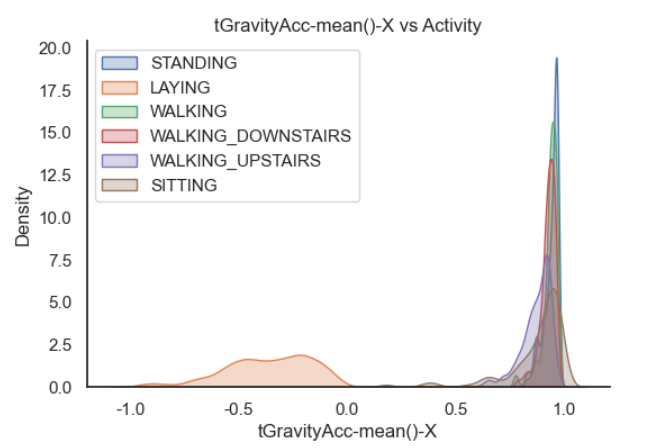 tGravityAcc-mean()-X vs Activity
20.0
17.5
15.0
12.5
10.0
7.5
5.0
2.5
0.0
Density
STANDING
LAYING
WALKING
WALKING_DOWNSTAIRS
WALKING_UPSTAIRS
SITTING
-1.0 -0.5 0.0 0.5 1.0
tGravityAcc-mean()-X